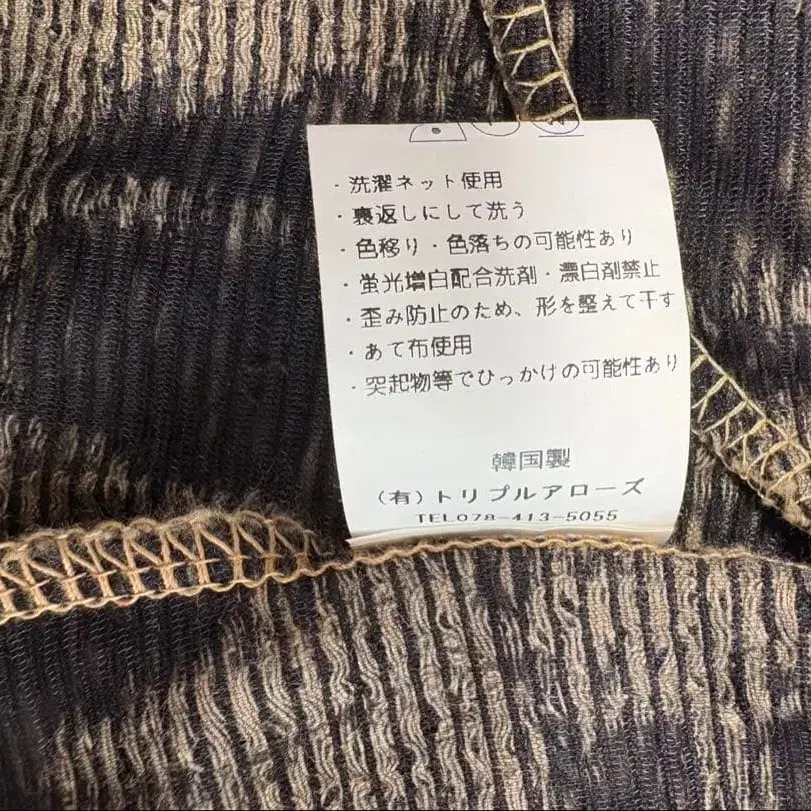 ・洗濯ネット使用
・裏返しにして洗う
・色移り・色落ちの可能性あり
・蛍光増白配合洗剤・漂白剤禁止
・歪み防止のため、形を整えて干す
・あて布使用
・突起物等でひっかけの可能性あり
韓国製
（有）トリプルアローズ
TEL078-413-5055